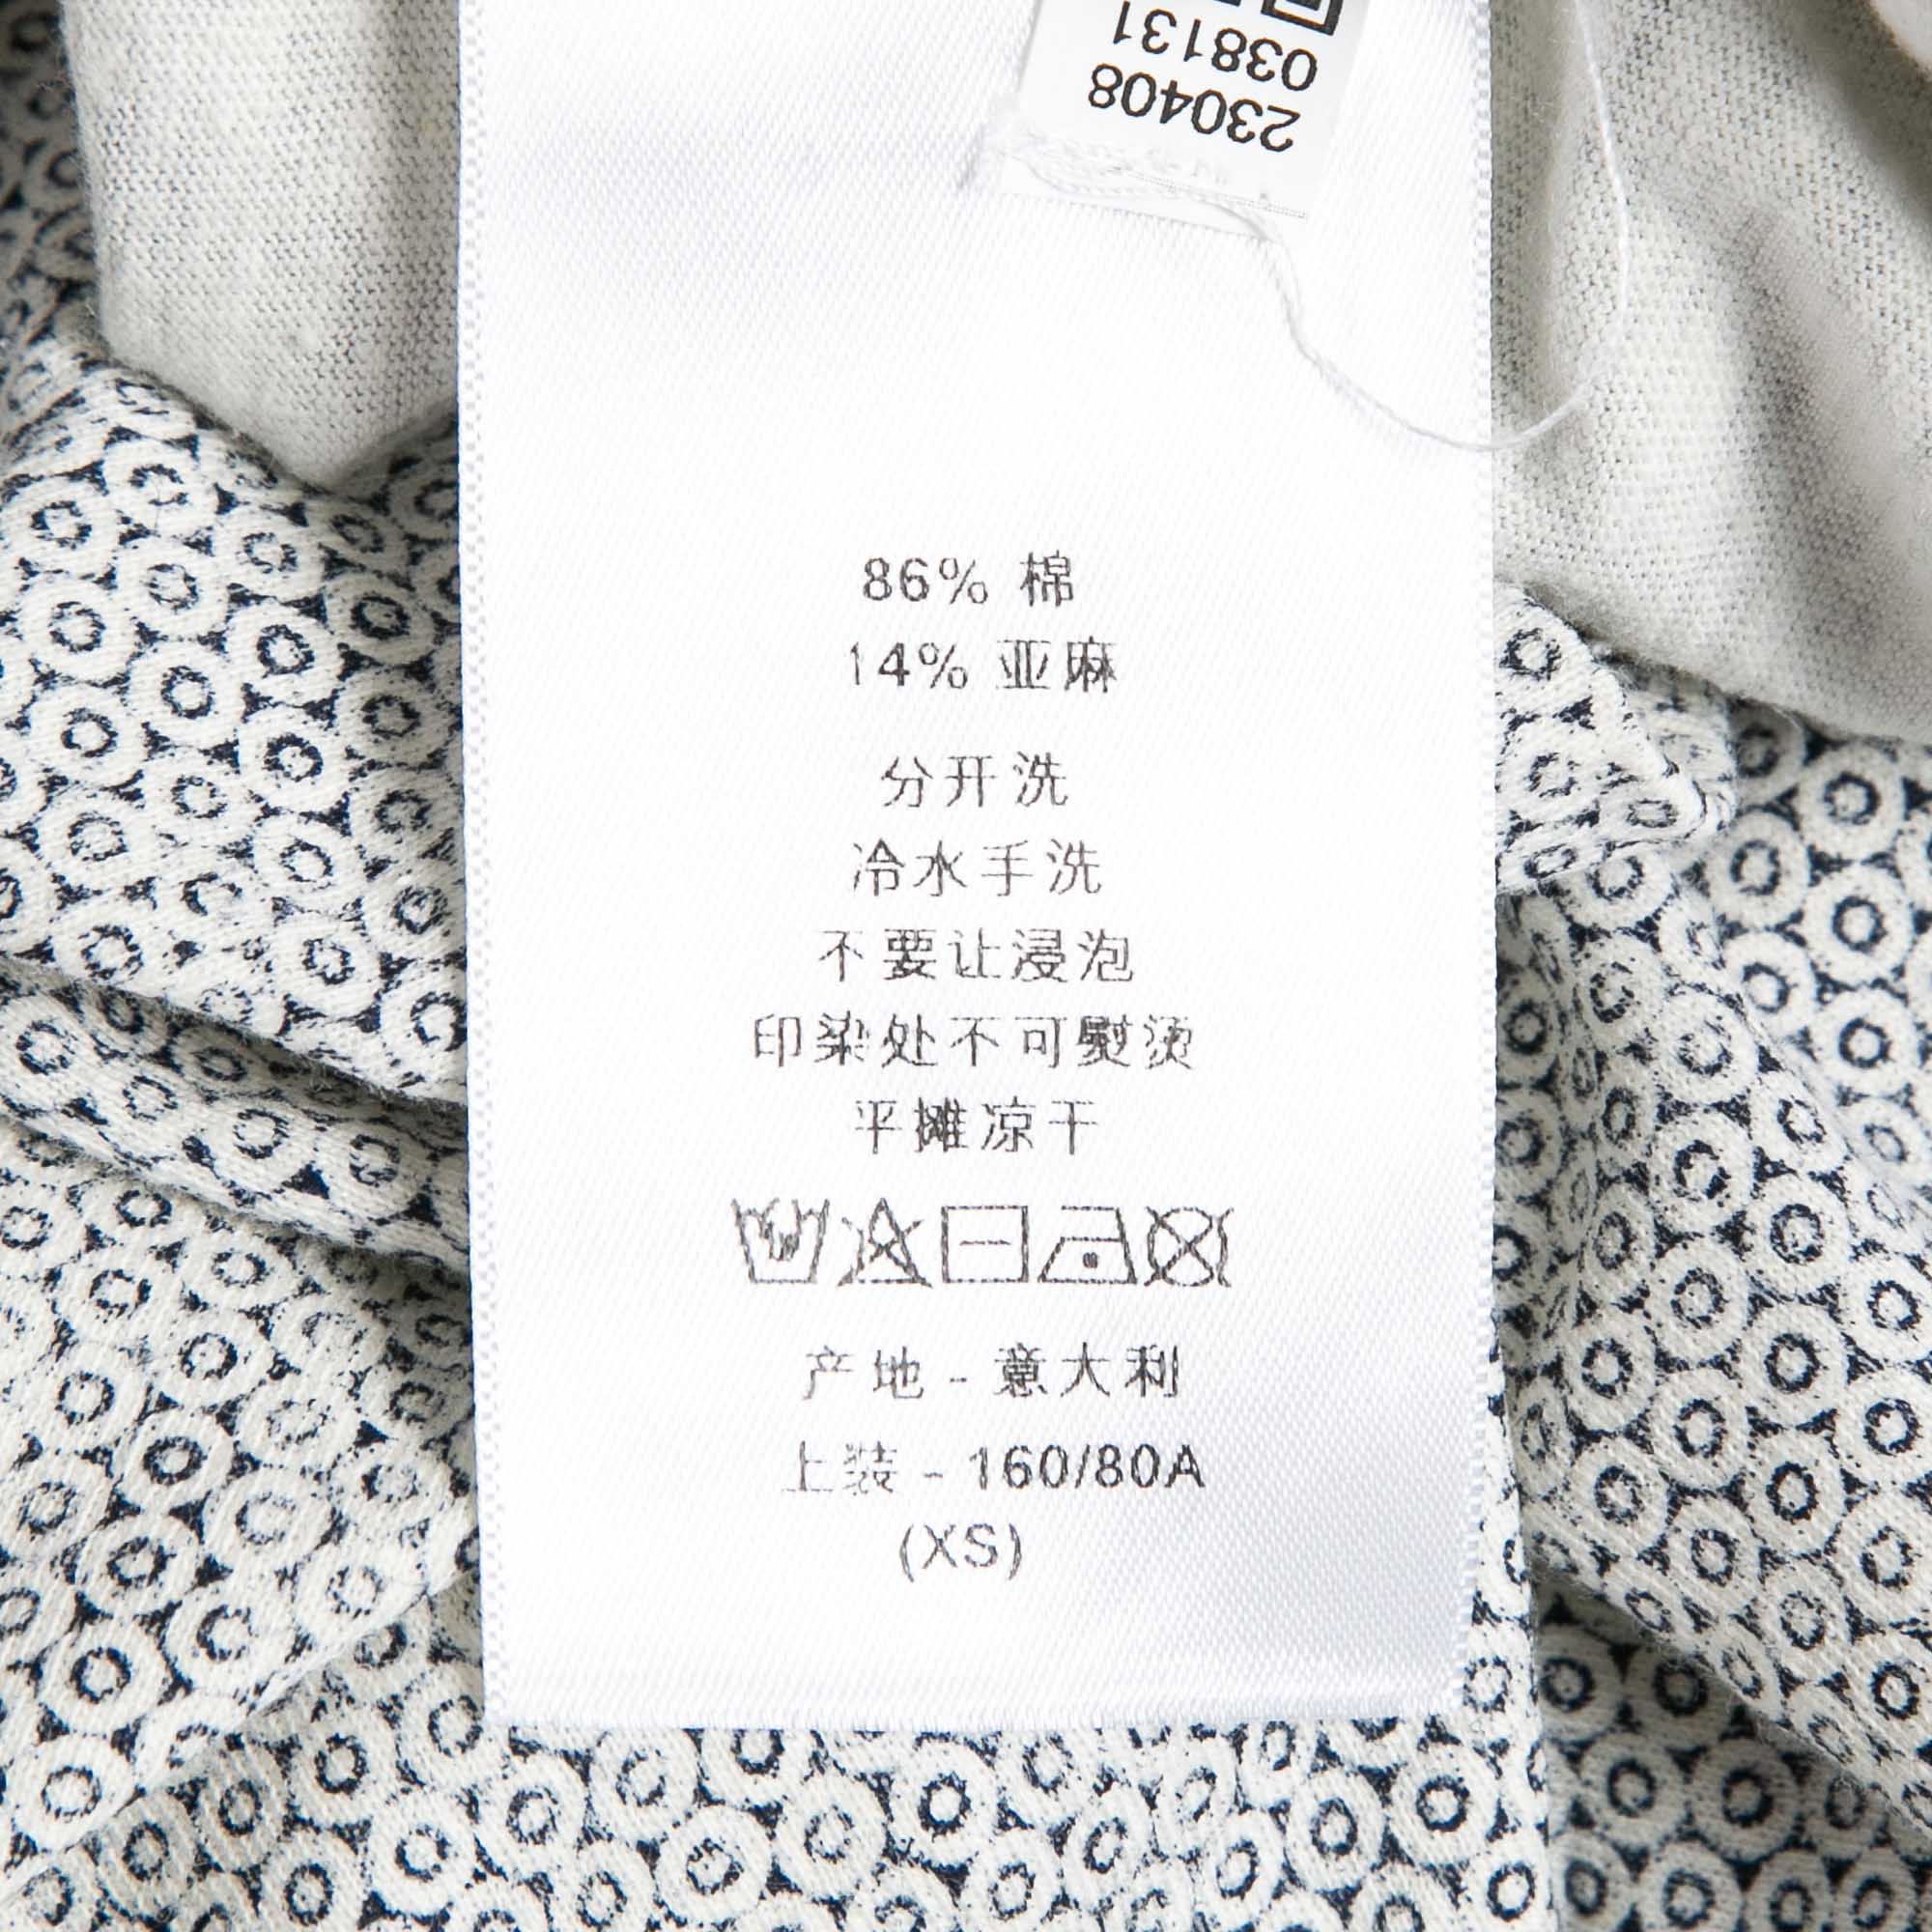 038131
230408
86% 棉
14% 亚麻
分开洗
冷水手洗
不要让浸泡
印染处不可熨烫
平摊凉干
产地 - 意大利
上装 - 160/80A
(XS)